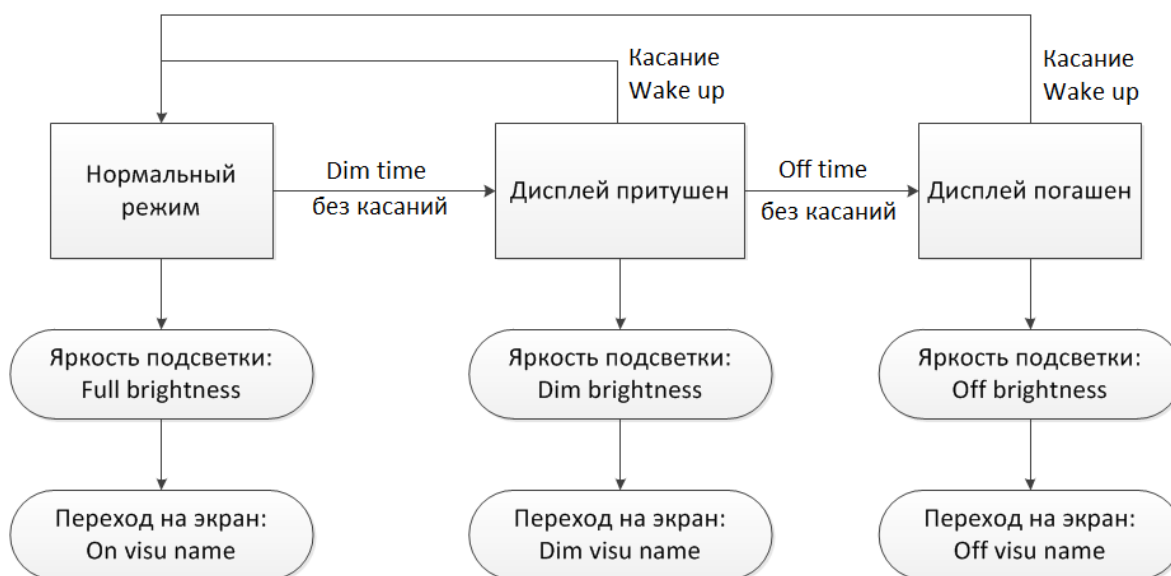 Касание
Wake up
Касание
Wake up
Нормальный
режим
Dim time
без касаний
Дисплей притушен
Off time
без касаний
Дисплей погашен
Яркость подсветки:
Full brightness
Яркость подсветки:
Dim brightness
Яркость подсветки:
Off brightness
Переход на экран:
On visu name
Переход на экран:
Dim visu name
Переход на экран:
Off visu name